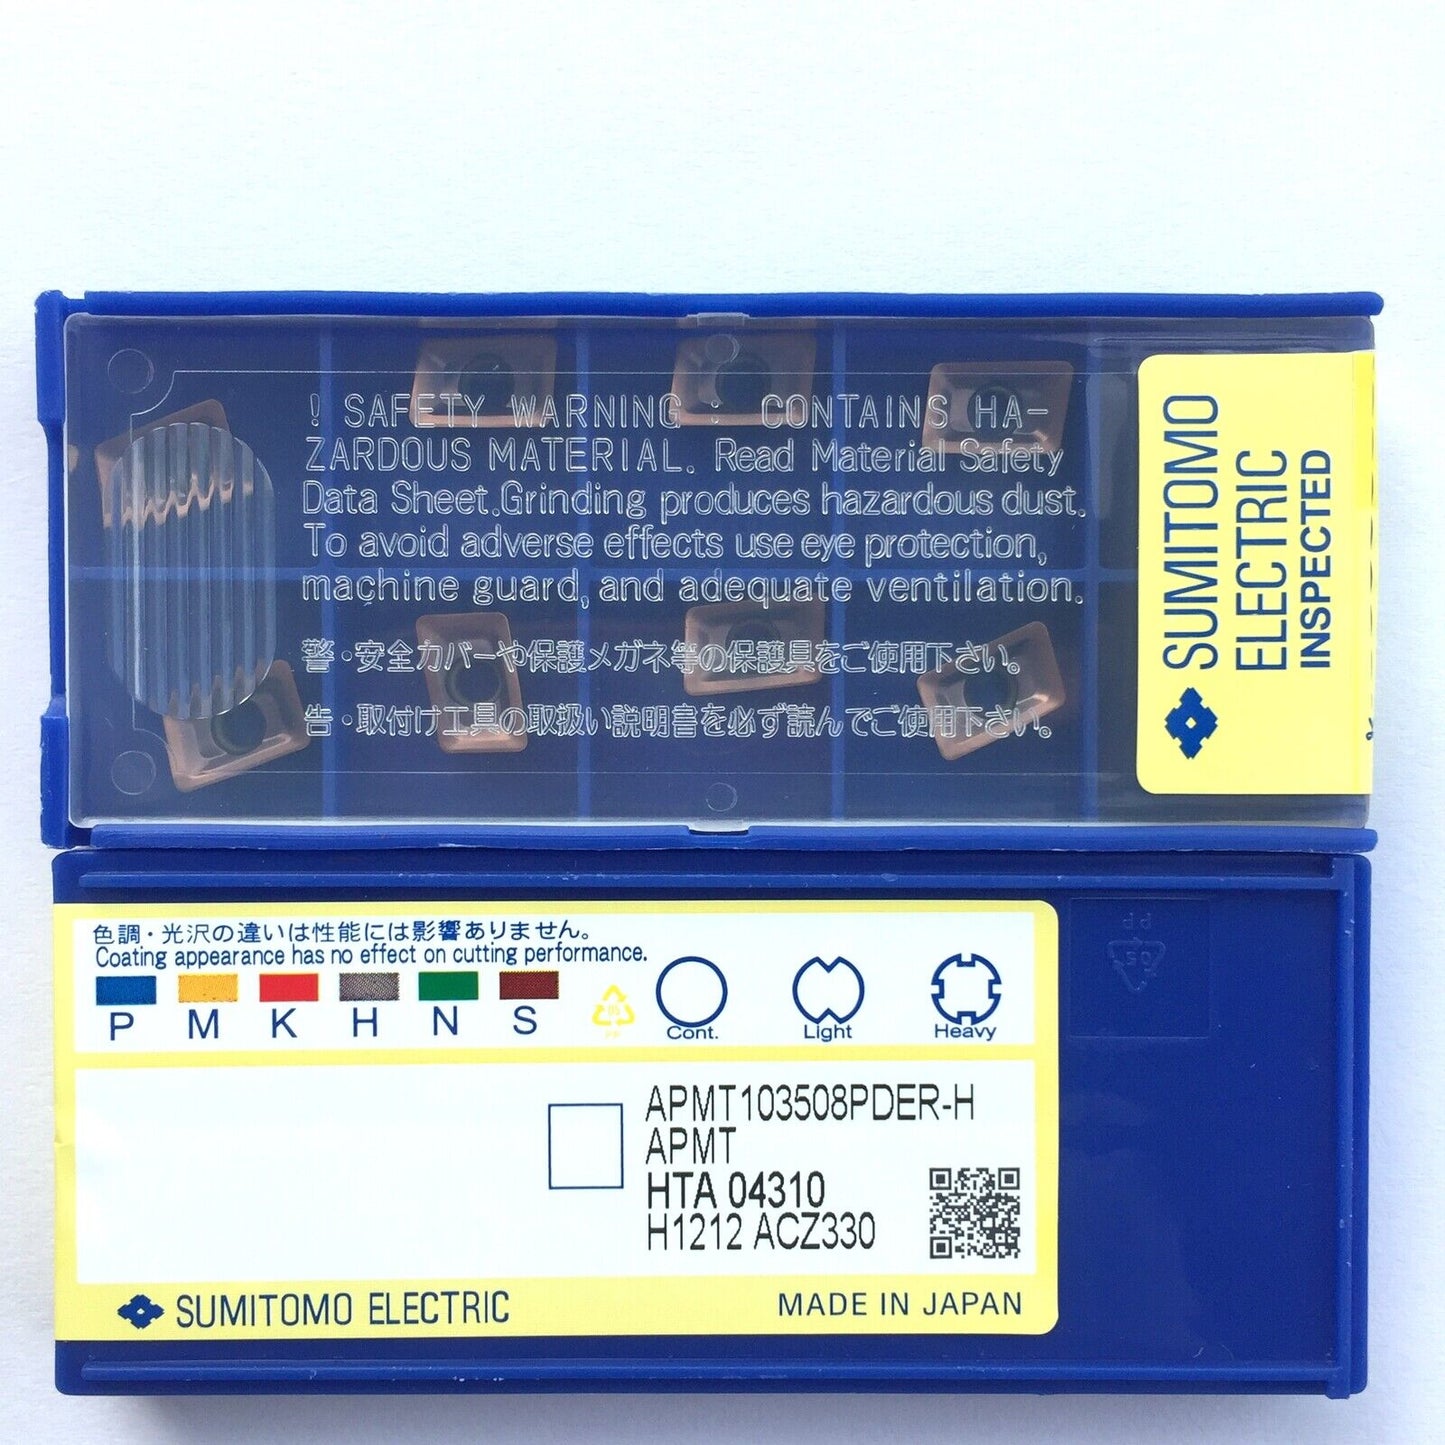 ! SAFETY WARNING : CONTAINS HA-
ZARDOUS MATERIAL. Read Material Safety
Data Sheet.Grinding produces hazardous dust.
To avoid adverse effects use eye protection,
machine guard, and adequate ventilation.
警・安全カバーや保護メガネ等の保護具をご使用下さい。
告・取付け工具の取扱い説明書を必ず読んでご使用下さい。
SUMITOMO
ELECTRIC
INSPECTED
色調・光沢の違いは性能には影響ありません。
Coating appearance has no effect on cutting performance.
P M K H N S
PP
Cont. Light Heavy
PP
APMT103508PDER-H
APMT
HTA 04310
H1212 ACZ330
SUMITOMO ELECTRIC
MADE IN JAPAN